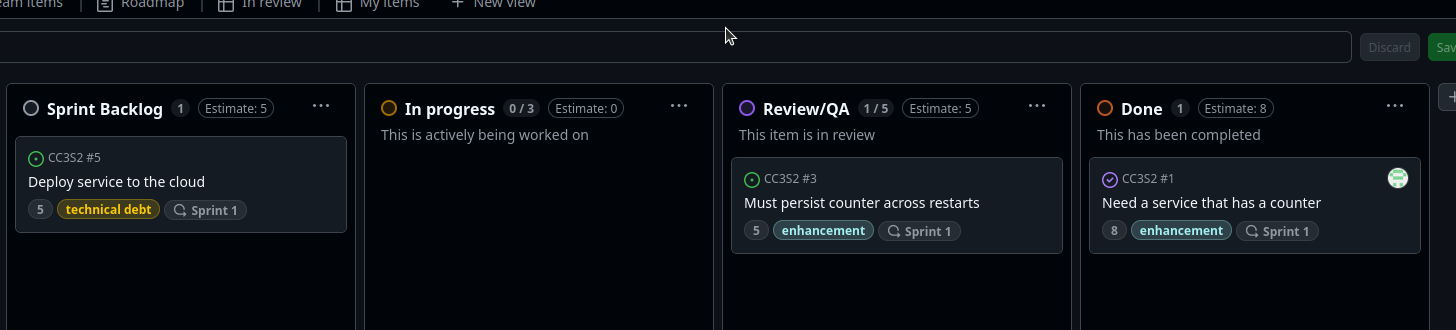 eam items
Roadmap
In review
My items
New view
Discard
Sav
Sprint Backlog 1 Estimate: 5
CC3S2 #5
Deploy service to the cloud
5 technical debt Sprint 1
In progress 0 / 3 Estimate: 0
This is actively being worked on
Review/QA 1 / 5 Estimate: 5
This item is in review
CC3S2 #3
Must persist counter across restarts
5 enhancement Sprint 1
Done 1 Estimate: 8
This has been completed
CC3S2 #1
Need a service that has a counter
8 enhancement Sprint 1